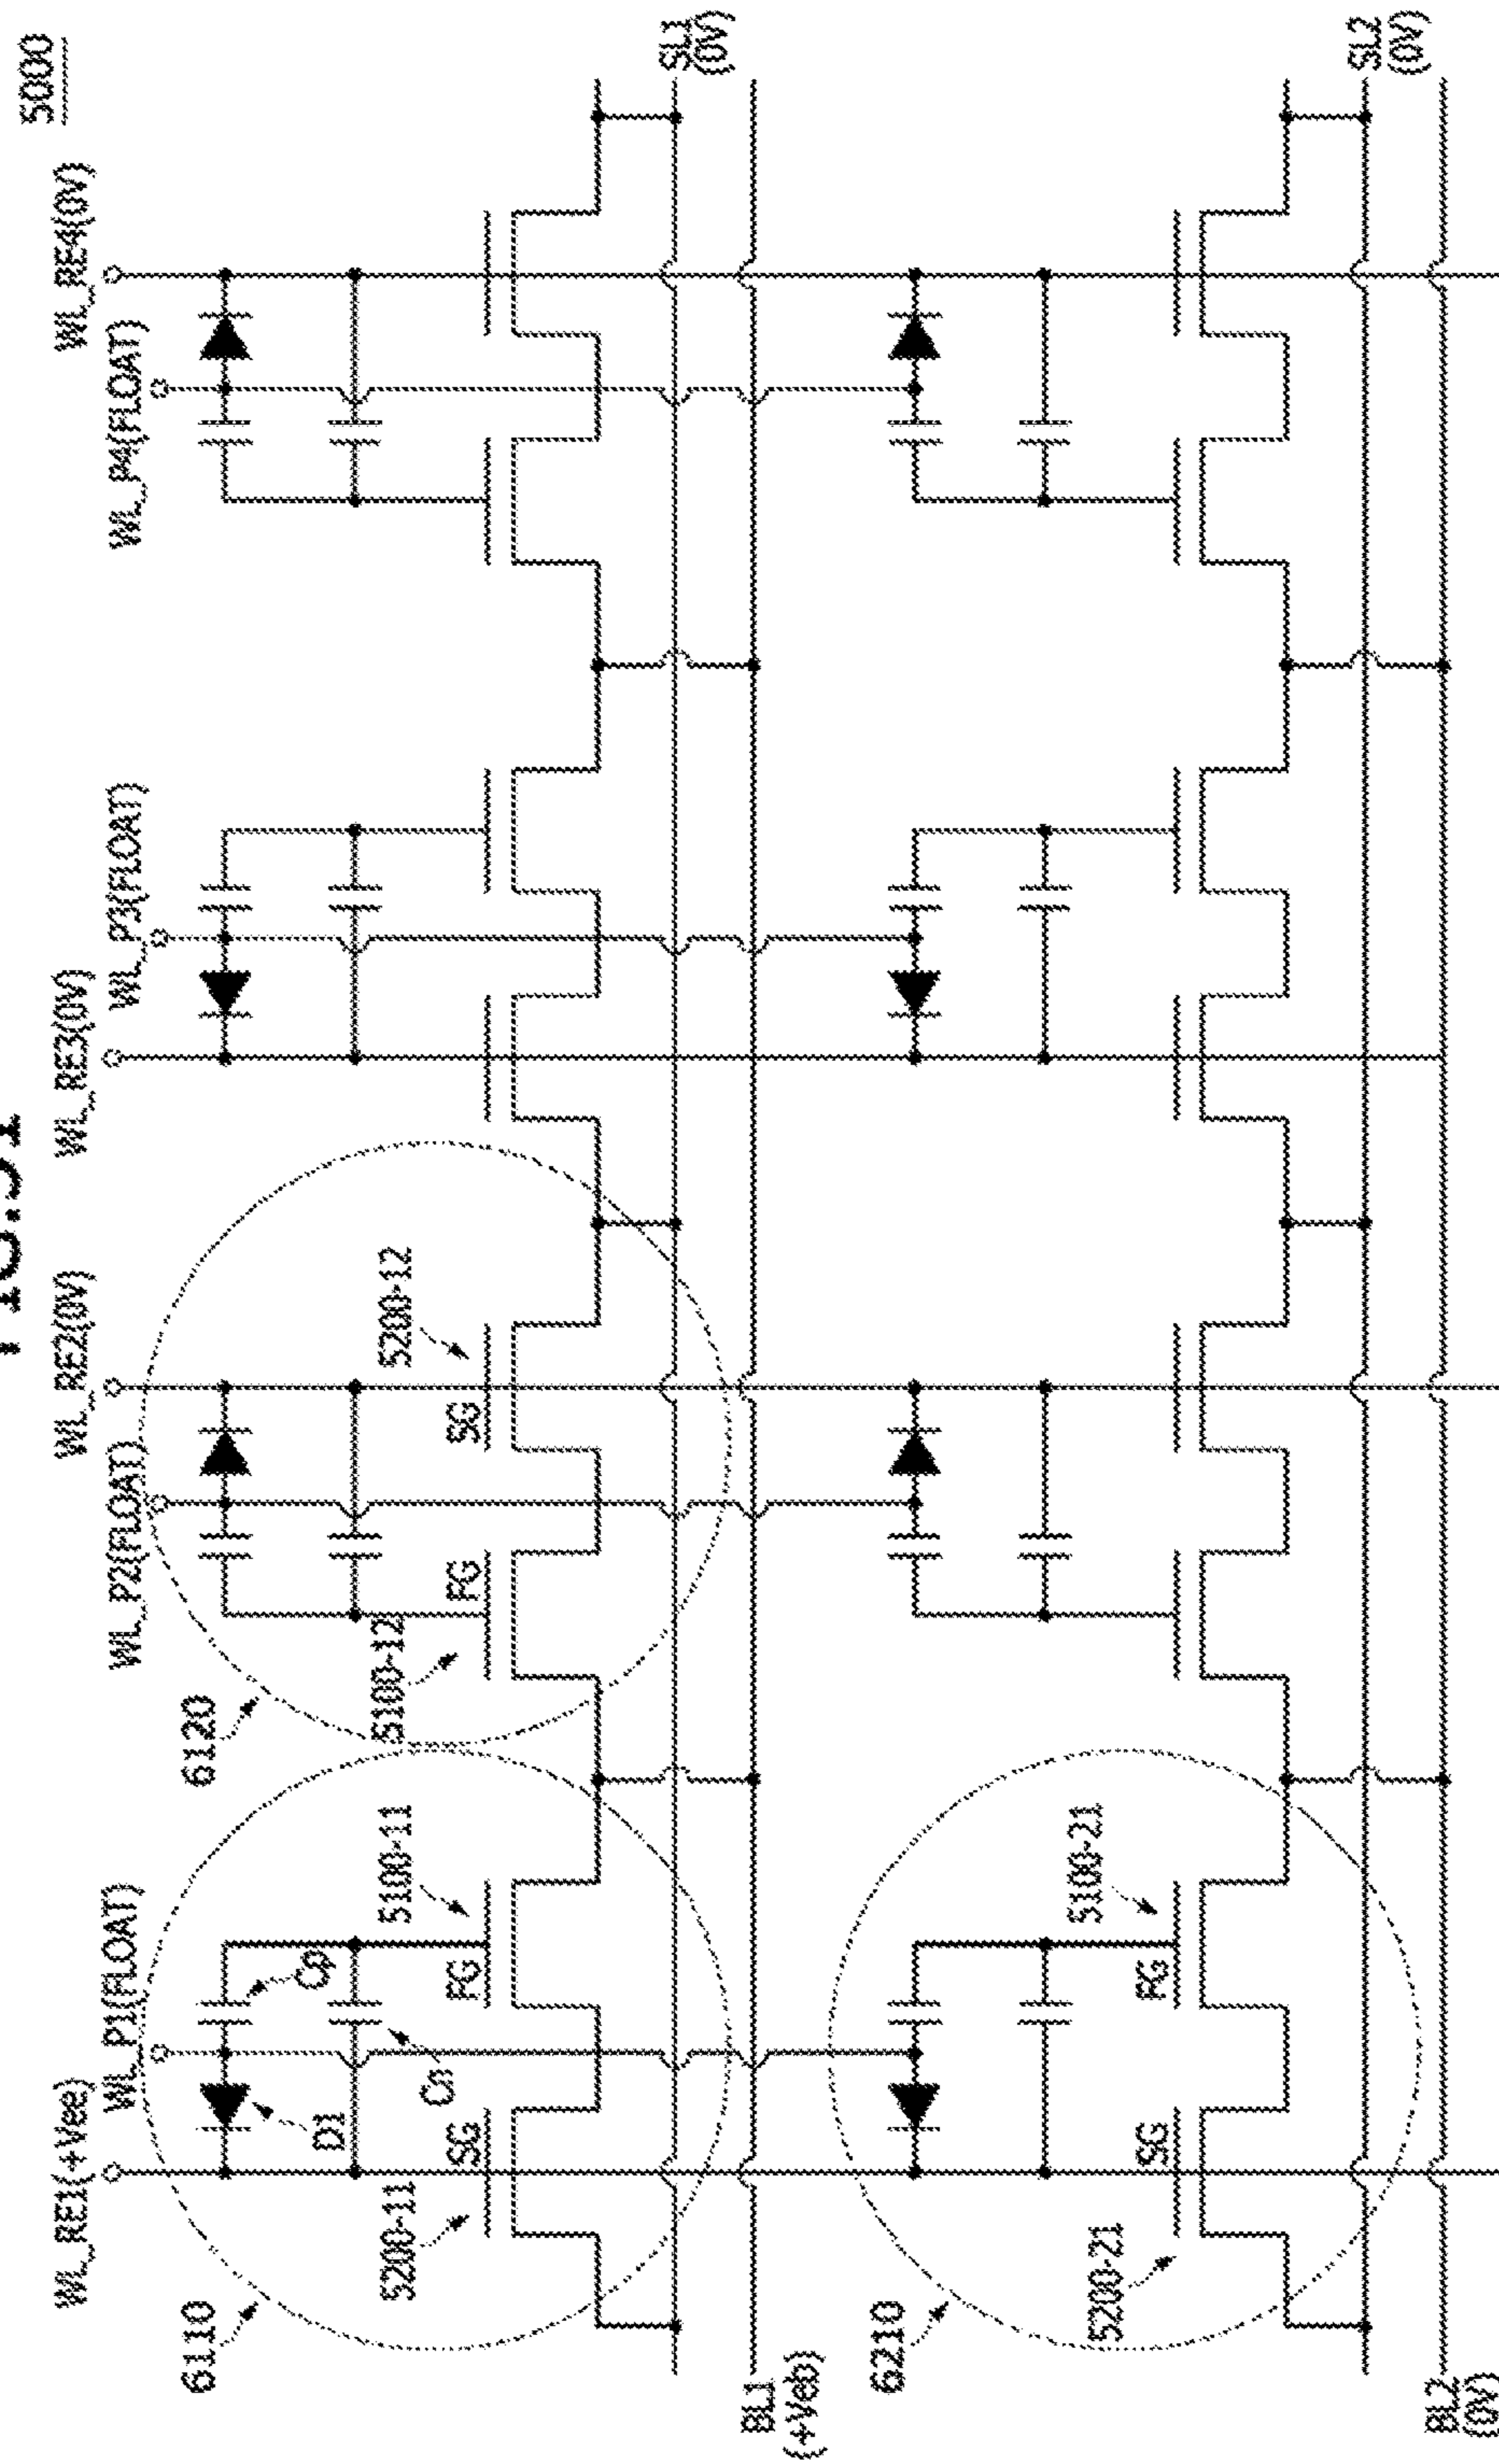 5000
WL_RE1(+Vee)
WL_P1(FLOAT)
WL_P2(FLOAT)
WL_RE2(0V)
WL_RE3(0V)
WL_P3(FLOAT)
WL_P4(FLOAT)
WL_RE4(0V)
6110
6120
D1
Cp
Cn
5200-11
5100-11
5100-12
5200-12
SG
FG
FG
SG
SL1
(0V)
BL1
(+Veb)
6210
5200-21
5100-21
SG
FG
SL2
(0V)
BL2
(0V)